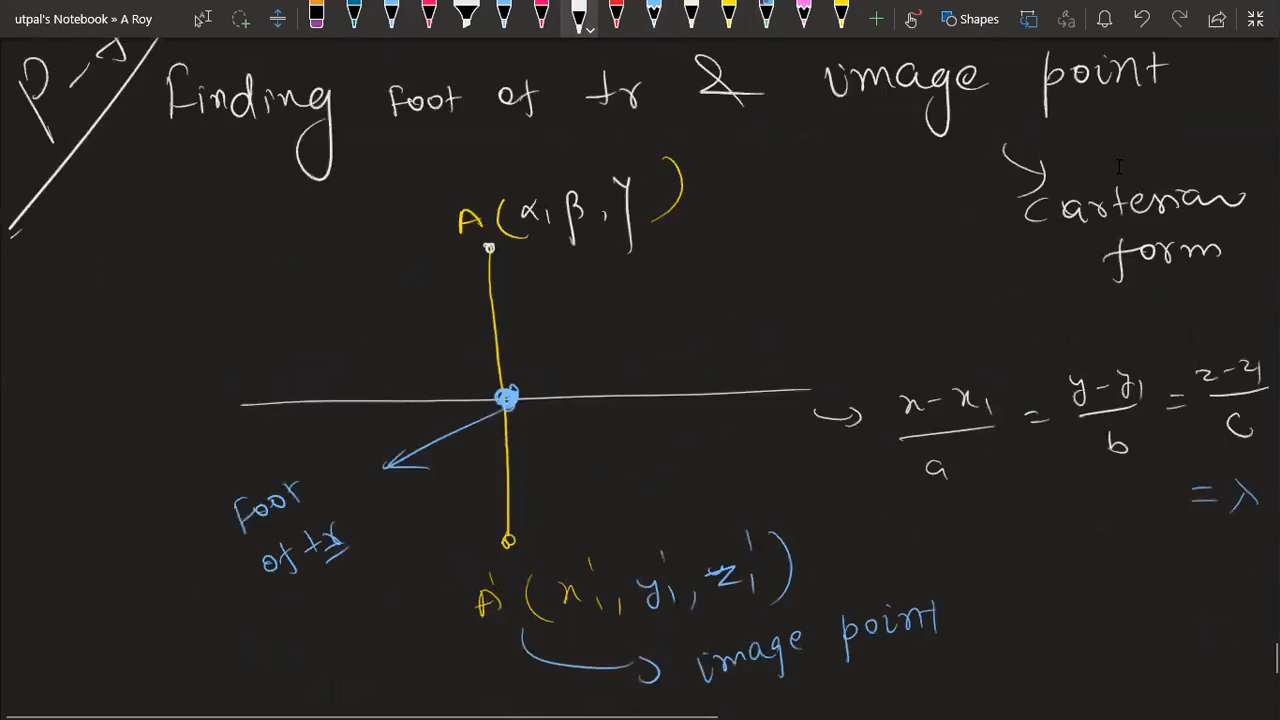 utpal's Notebook » A Roy
Shapes
P-9
Finding Foot of ⊥r & image point
Cartesian
form
A(α, β, γ)
x-x₁/a = y-y₁/b = z-z₁/c
= λ
Foot
of ⊥r
A'(x₁', y₁', z₁')
image point